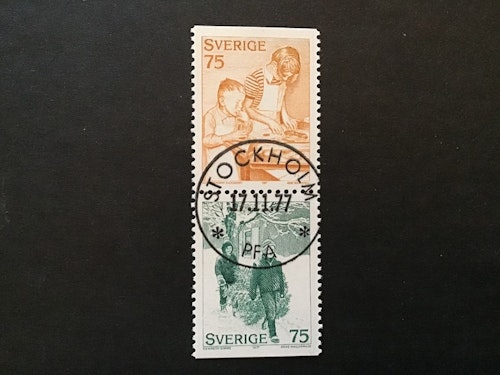 SVERIGE
75
STOCKHOLM
17.11.77
* PFA *
SVERIGE 75